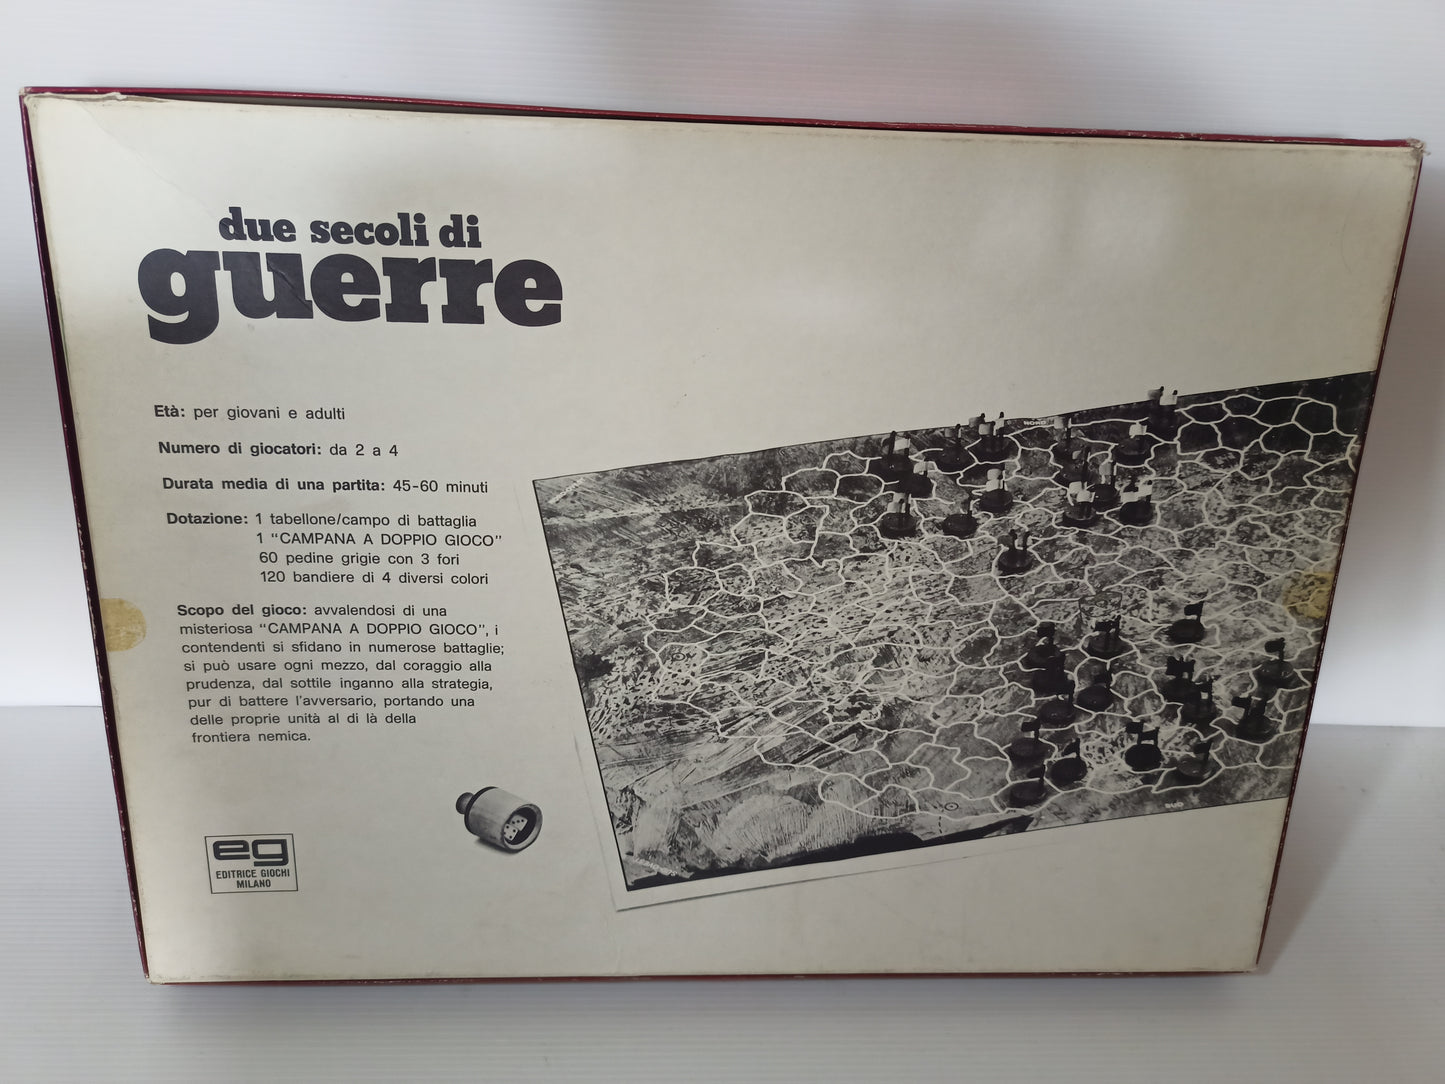 due secoli di
guerre
Età: per giovani e adulti
Numero di giocatori: da 2 a 4
Durata media di una partita: 45-60 minuti
Dotazione: 1 tabellone/campo di battaglia
1 "CAMPANA A DOPPIO GIOCO"
60 pedine grigie con 3 fori
120 bandiere di 4 diversi colori
Scopo del gioco: avvalendosi di una
misteriosa "CAMPANA A DOPPIO GIOCO", i
contendenti si sfidano in numerose battaglie;
si può usare ogni mezzo, dal coraggio alla
prudenza, dal sottile inganno alla strategia,
pur di battere l'avversario, portando una
delle proprie unità al di là della
frontiera nemica.
eg
EDITRICE GIOCHI
MILANO
NORD
SUD